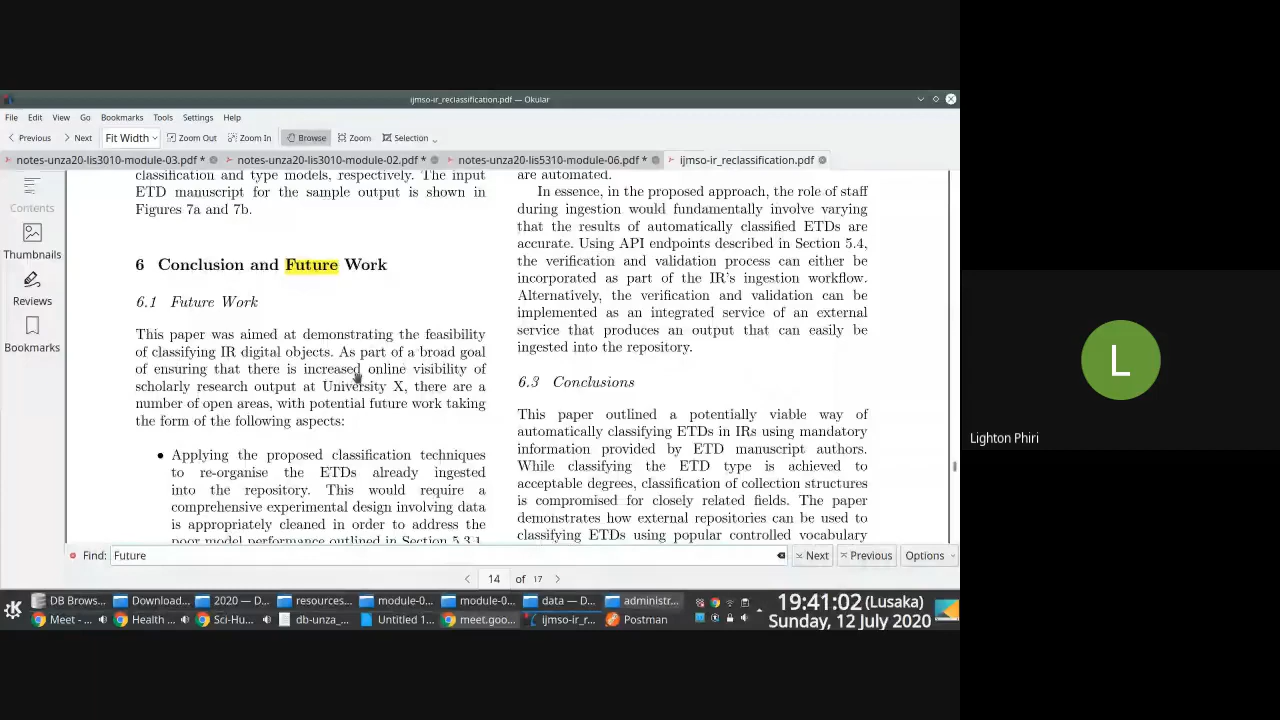 ijmso-ir_reclassification.pdf — Okular
File Edit View Go Bookmarks Tools Settings Help
Previous Next Fit Width Zoom Out Zoom In Browse Zoom Selection
notes-unza20-lis3010-module-03.pdf * notes-unza20-lis3010-module-02.pdf * notes-unza20-lis5310-module-06.pdf * ijmso-ir_reclassification.pdf
Contents
Thumbnails
Reviews
Bookmarks
classification and type models, respectively. The input
ETD manuscript for the sample output is shown in
Figures 7a and 7b.
6 Conclusion and Future Work
6.1 Future Work
This paper was aimed at demonstrating the feasibility
of classifying IR digital objects. As part of a broad goal
of ensuring that there is increased online visibility of
scholarly research output at University X, there are a
number of open areas, with potential future work taking
the form of the following aspects:
• Applying the proposed classification techniques
to re-organise the ETDs already ingested
into the repository. This would require a
comprehensive experimental design involving data
is appropriately cleaned in order to address the
poor model performance outlined in Section 5.3.1.
are automated.
In essence, in the proposed approach, the role of staff
during ingestion would fundamentally involve varying
that the results of automatically classified ETDs are
accurate. Using API endpoints described in Section 5.4,
the verification and validation process can either be
incorporated as part of the IR's ingestion workflow.
Alternatively, the verification and validation can be
implemented as an integrated service of an external
service that produces an output that can easily be
ingested into the repository.
6.3 Conclusions
This paper outlined a potentially viable way of
automatically classifying ETDs in IRs using mandatory
information provided by ETD manuscript authors.
While classifying the ETD type is achieved to
acceptable degrees, classification of collection structures
is compromised for closely related fields. The paper
demonstrates how external repositories can be used to
classifying ETDs using popular controlled vocabulary
Find: Future Next Previous Options
14 of 17
DB Brows... Download... 2020 — D... resources... module-0... module-0... data — D... administr...
Meet - ... Health ... Sci-Hu... db-unza_... Untitled 1... meet.goo... ijmso-ir_r... Postman
19:41:02 (Lusaka)
Sunday, 12 July 2020
L
Lighton Phiri